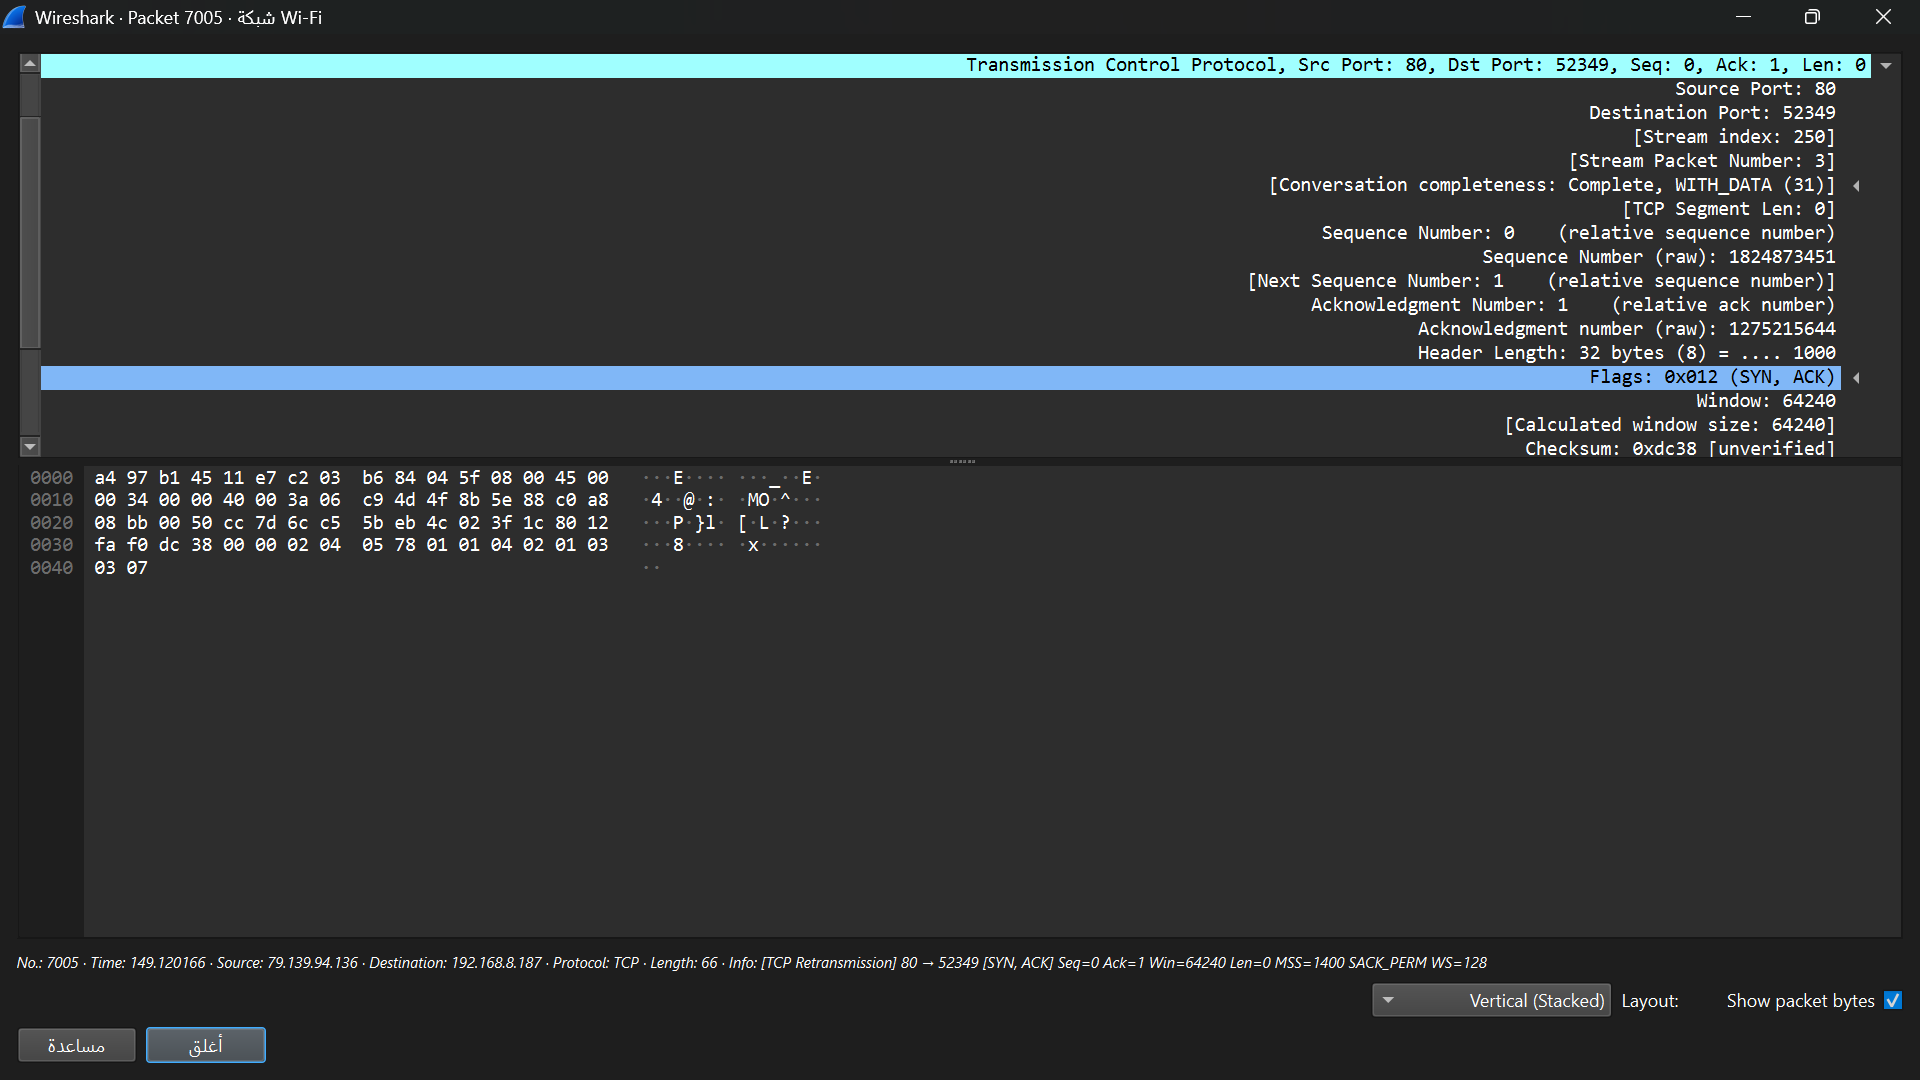 Wireshark · Packet 7005 · شبكة Wi-Fi
Transmission Control Protocol, Src Port: 80, Dst Port: 52349, Seq: 0, Ack: 1, Len: 0
Source Port: 80
Destination Port: 52349
[Stream index: 250]
[Stream Packet Number: 3]
[Conversation completeness: Complete, WITH_DATA (31)]
[TCP Segment Len: 0]
Sequence Number: 0    (relative sequence number)
Sequence Number (raw): 1824873451
[Next Sequence Number: 1    (relative sequence number)]
Acknowledgment Number: 1    (relative ack number)
Acknowledgment number (raw): 1275215644
Header Length: 32 bytes (8) = .... 1000
Flags: 0x012 (SYN, ACK)
Window: 64240
[Calculated window size: 64240]
Checksum: 0xdc38 [unverified]
0000 a4 97 b1 45 11 e7 c2 03 b6 84 04 5f 08 00 45 00 ···E···· ···_··E·
0010 00 34 00 00 40 00 3a 06 c9 4d 4f 8b 5e 88 c0 a8 ·4··@·:· ·MO·^···
0020 08 bb 00 50 cc 7d 6c c5 5b eb 4c 02 3f 1c 80 12 ···P·}l· [·L·?···
0030 fa f0 dc 38 00 00 02 04 05 78 01 01 04 02 01 03 ···8···· ·x······
0040 03 07 ··
No.: 7005 · Time: 149.120166 · Source: 79.139.94.136 · Destination: 192.168.8.187 · Protocol: TCP · Length: 66 · Info: [TCP Retransmission] 80 → 52349 [SYN, ACK] Seq=0 Ack=1 Win=64240 Len=0 MSS=1400 SACK_PERM WS=128
Vertical (Stacked) Layout: Show packet bytes
مساعدة أغلق